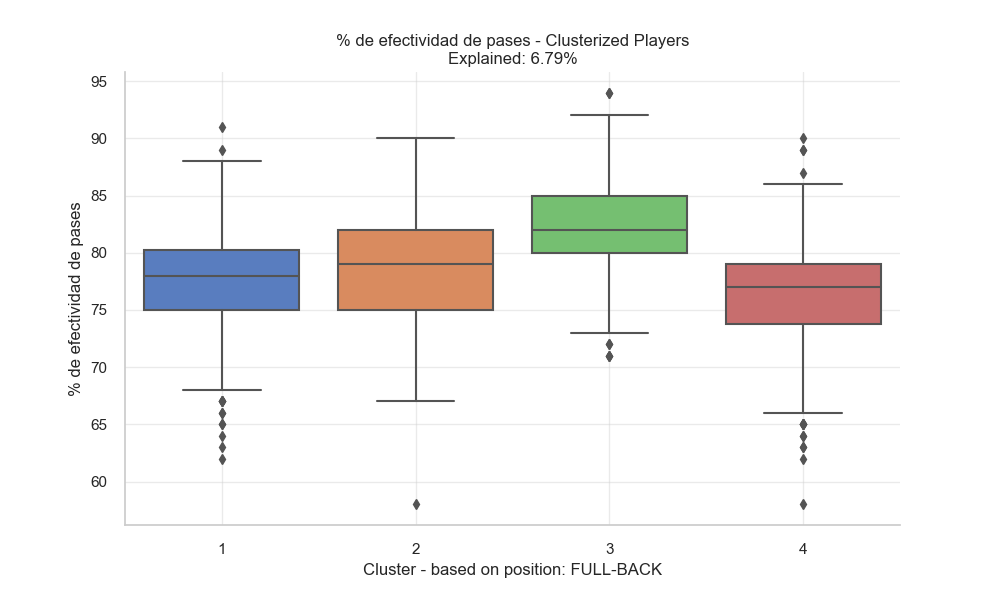 % de efectividad de pases - Clusterized Players
Explained: 6.79%
% de efectividad de pases
95
90
85
80
75
70
65
60
1 2 3 4
Cluster - based on position: FULL-BACK